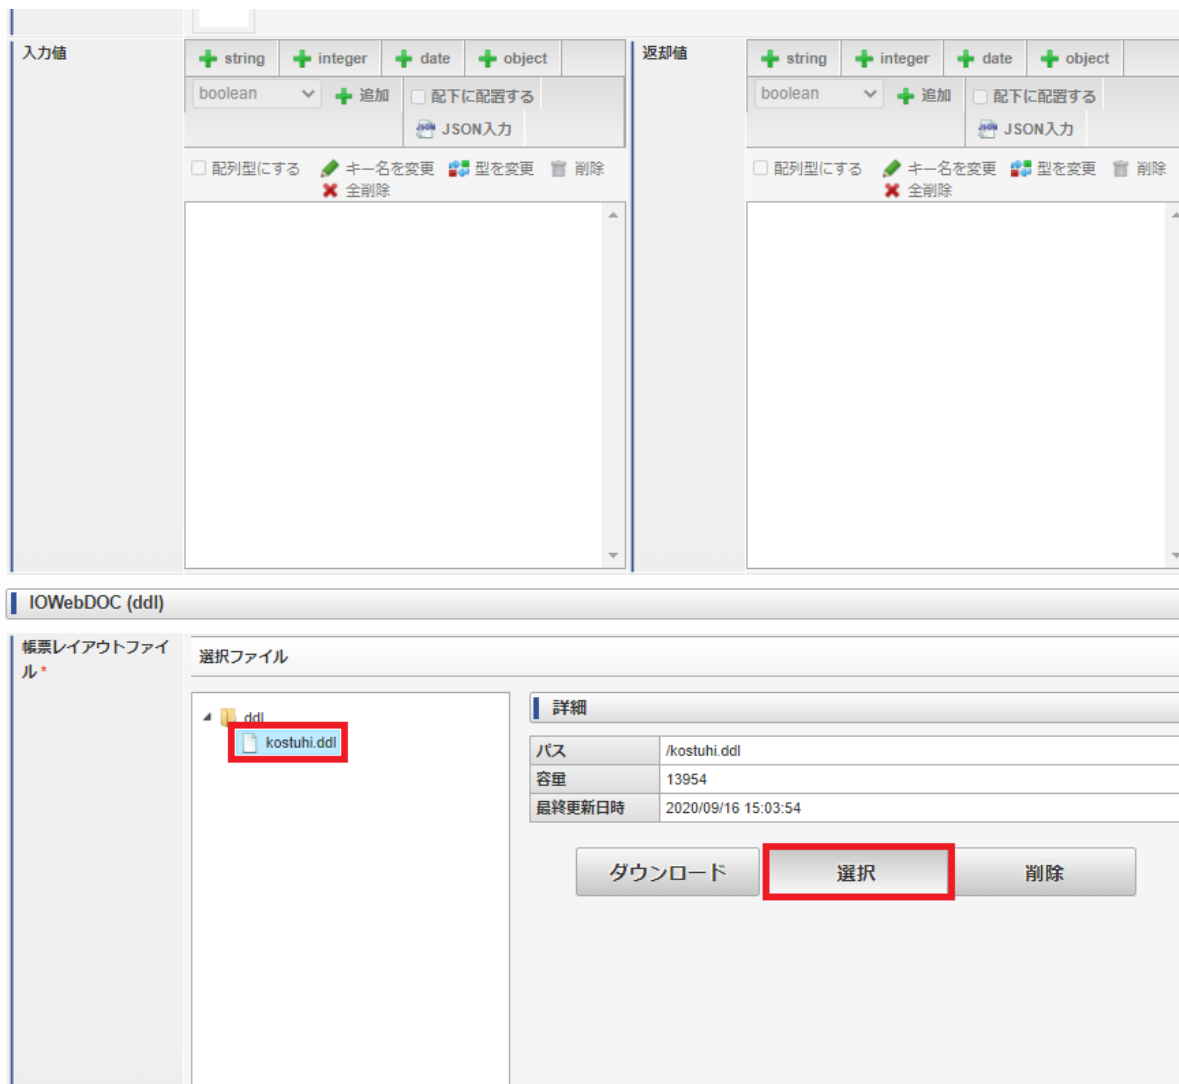 入力値
string integer date object
boolean 追加 配下に配置する
JSON入力
配列型にする キー名を変更 型を変更 削除
全削除
返却値
string integer date object
boolean 追加 配下に配置する
JSON入力
配列型にする キー名を変更 型を変更 削除
全削除
IOWebDOC (ddl)
帳票レイアウトファイ
ル*
選択ファイル
ddl
kostuhi.ddl
詳細
パス /kostuhi.ddl
容量 13954
最終更新日時 2020/09/16 15:03:54
ダウンロード 選択 削除